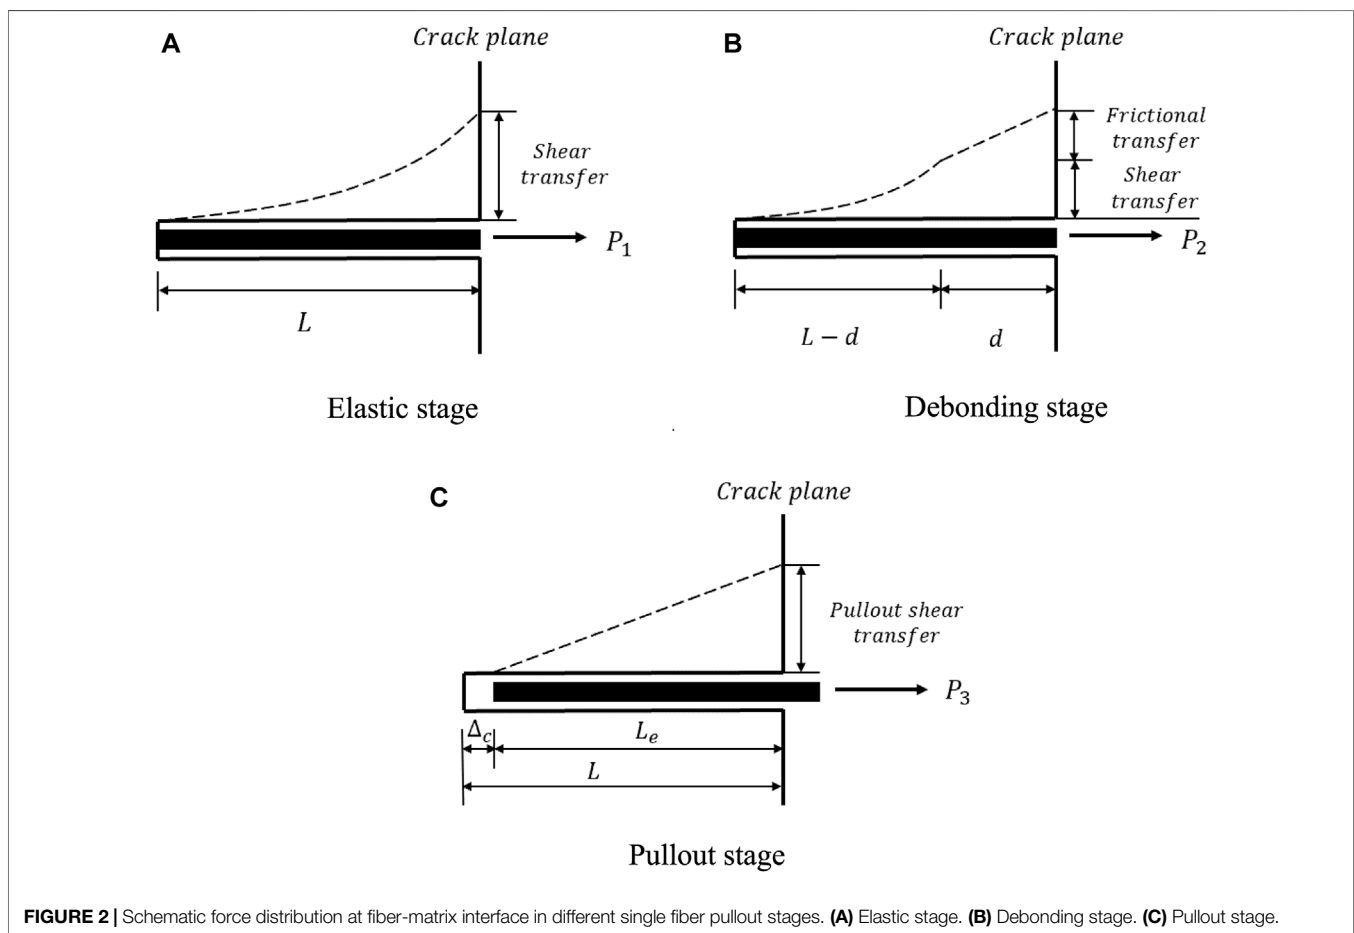 A
Crack plane
Shear
transfer
P₁
L
Elastic stage
B
Crack plane
Frictional
transfer
Shear
transfer
P₂
L − d
d
Debonding stage
C
Crack plane
Pullout shear
transfer
P₃
Δc
Lₑ
L
Pullout stage
FIGURE 2 | Schematic force distribution at fiber-matrix interface in different single fiber pullout stages. (A) Elastic stage. (B) Debonding stage. (C) Pullout stage.